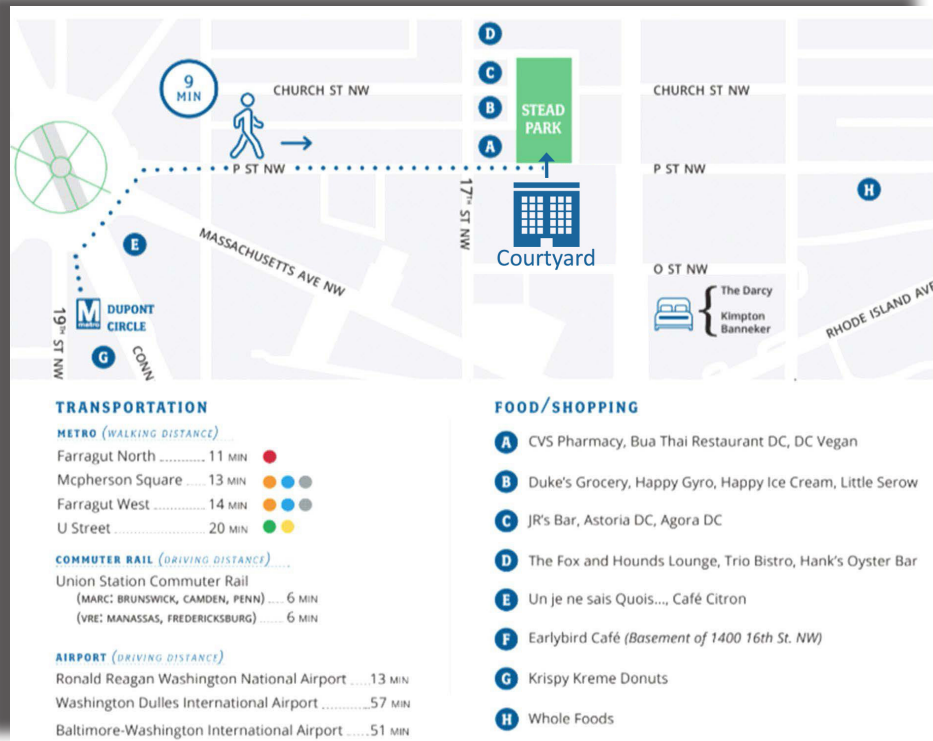 D
9
MIN
C
CHURCH ST NW
CHURCH ST NW
B
STEAD
PARK
A
P ST NW
P ST NW
17TH ST NW
H
Courtyard
E
MASSACHUSETTS AVE NW
O ST NW
The Darcy
Kimpton
Banneker
RHODE ISLAND AVE
M
metro
DUPONT
CIRCLE
19TH ST NW
G
CONN
TRANSPORTATION
METRO (WALKING DISTANCE)
Farragut North ........... 11 MIN
Mcpherson Square ..... 13 MIN
Farragut West ............ 14 MIN
U Street ...................... 20 MIN
COMMUTER RAIL (DRIVING DISTANCE)
Union Station Commuter Rail
(MARC: BRUNSWICK, CAMDEN, PENN) .... 6 MIN
(VRE: MANASSAS, FREDERICKSBURG) ...... 6 MIN
AIRPORT (DRIVING DISTANCE)
Ronald Reagan Washington National Airport ....13 MIN
Washington Dulles International Airport ...........57 MIN
Baltimore-Washington International Airport .....51 MIN
FOOD/SHOPPING
A CVS Pharmacy, Bua Thai Restaurant DC, DC Vegan
B Duke's Grocery, Happy Gyro, Happy Ice Cream, Little Serow
C JR's Bar, Astoria DC, Agora DC
D The Fox and Hounds Lounge, Trio Bistro, Hank's Oyster Bar
E Un je ne sais Quois..., Café Citron
F Earlybird Café (Basement of 1400 16th St. NW)
G Krispy Kreme Donuts
H Whole Foods